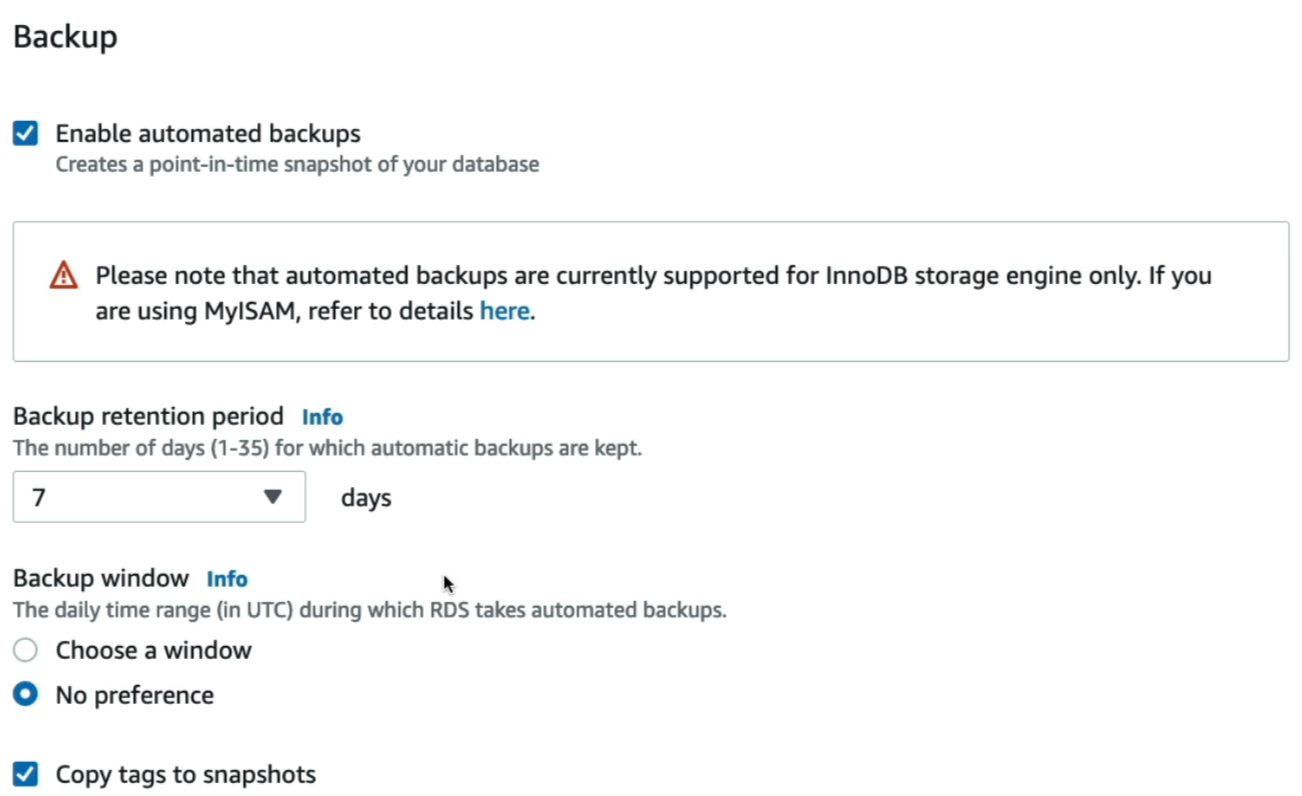 Backup
Enable automated backups
Creates a point-in-time snapshot of your database
Please note that automated backups are currently supported for InnoDB storage engine only. If you
are using MyISAM, refer to details here.
Backup retention period Info
The number of days (1-35) for which automatic backups are kept.
7 days
Backup window Info
The daily time range (in UTC) during which RDS takes automated backups.
Choose a window
No preference
Copy tags to snapshots